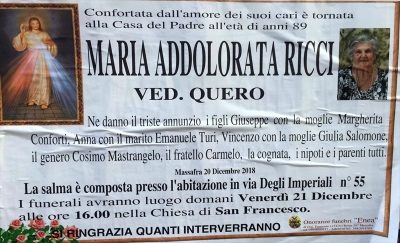 Confortata dall'amore dei suoi cari è tornata
alla Casa del Padre all'età di anni 89
MARIA ADDOLORATA RICCI
VED. QUERO
Ne danno il triste annunzio i figli Giuseppe con la moglie Margherita
Conforti, Anna con il marito Emanuele Turi, Vincenzo con la moglie Giulia Salomone,
il genero Cosimo Mastrangelo, il fratello Carmelo, la cognata, i nipoti e i parenti tutti.
Massafra 20 Dicembre 2018
La salma è composta presso l'abitazione in via Degli Imperiali n° 55
I funerali avranno luogo domani Venerdì 21 Dicembre
alle ore 16.00 nella Chiesa di San Francesco.
Onoranze funebri "Enea"
SI RINGRAZIA QUANTI INTERVERRANNO